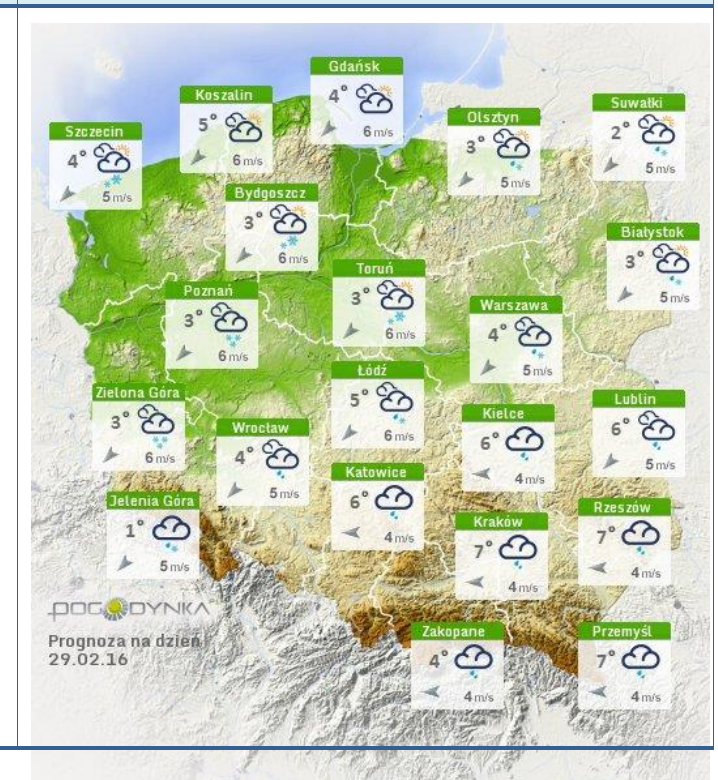 Gdańsk
4°
6 m/s
Koszalin
5°
6 m/s
Suwałki
2°
5 m/s
Olsztyn
3°
5 m/s
Szczecin
4°
5 m/s
Bydgoszcz
3°
6 m/s
Białystok
3°
5 m/s
Toruń
3°
6 m/s
Poznań
3°
6 m/s
Warszawa
4°
5 m/s
Łódź
5°
6 m/s
Zielona Góra
3°
6 m/s
Lublin
6°
5 m/s
Kielce
6°
4 m/s
Wrocław
4°
5 m/s
Katowice
6°
4 m/s
Jelenia Góra
1°
5 m/s
Rzeszów
7°
4 m/s
Kraków
7°
4 m/s
POGODYNKA
Prognoza na dzień
29.02.16
Zakopane
4°
4 m/s
Przemyśl
7°
4 m/s